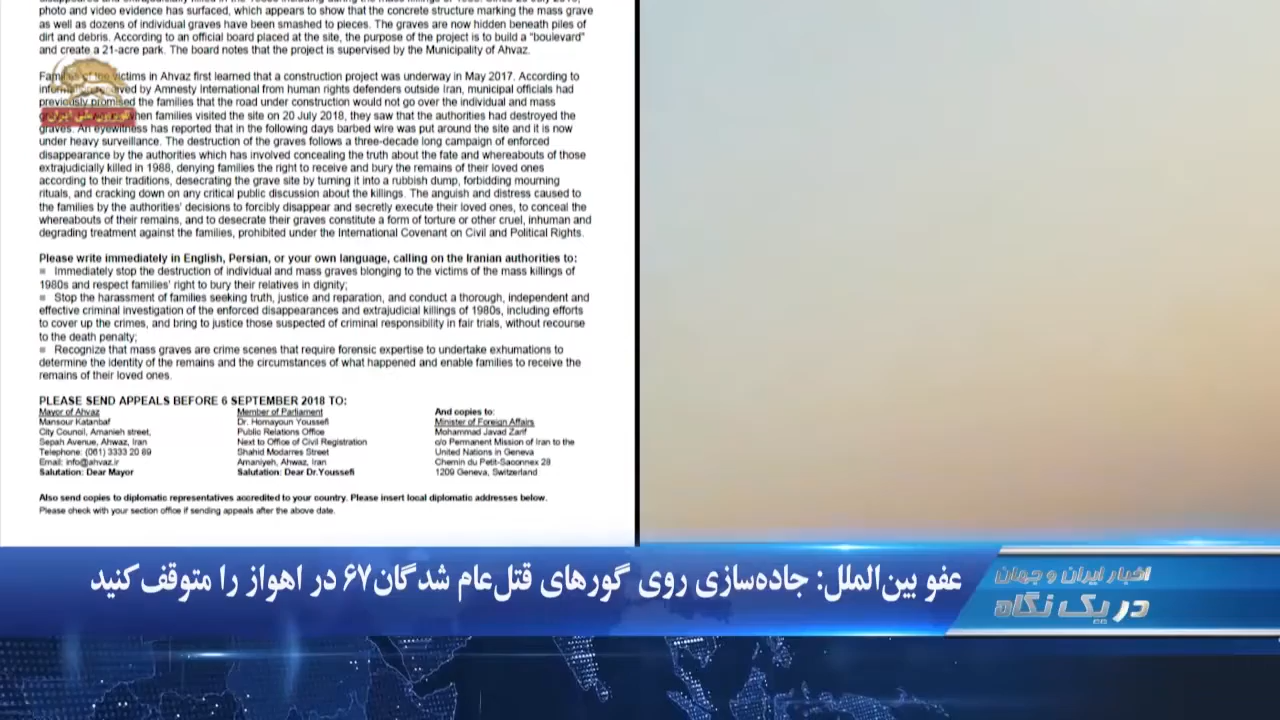 photo and video evidence has surfaced, which appears to show that the concrete structure marking the mass grave
as well as dozens of individual graves have been smashed to pieces. The graves are now hidden beneath piles of
dirt and debris. According to an official board placed at the site, the purpose of the project is to build a "boulevard"
and create a 21-acre park. The board notes that the project is supervised by the Municipality of Ahvaz.
victims in Ahvaz first learned that a construction project was underway in May 2017. According to
by Amnesty International from human rights defenders outside Iran, municipal officials had
previously promised the families that the road under construction would not go over the individual and mass
when families visited the site on 20 July 2018, they saw that the authorities had destroyed the
graves. An eyewitness has reported that in the following days barbed wire was put around the site and it is now
under heavy surveillance. The destruction of the graves follows a three-decade long campaign of enforced
disappearance by the authorities which has involved concealing the truth about the fate and whereabouts of those
extrajudicially killed in 1988, denying families the right to receive and bury the remains of their loved ones
according to their traditions, desecrating the grave site by turning it into a rubbish dump, forbidding mourning
rituals, and cracking down on any critical public discussion about the killings. The anguish and distress caused to
the families by the authorities' decisions to forcibly disappear and secretly execute their loved ones, to conceal the
whereabouts of their remains, and to desecrate their graves constitute a form of torture or other cruel, inhuman and
degrading treatment against the families, prohibited under the International Covenant on Civil and Political Rights.
Please write immediately in English, Persian, or your own language, calling on the Iranian authorities to:
Immediately stop the destruction of individual and mass graves blonging to the victims of the mass killings of
1980s and respect families' right to bury their relatives in dignity;
Stop the harassment of families seeking truth, justice and reparation, and conduct a thorough, independent and
effective criminal investigation of the enforced disappearances and extrajudicial killings of 1980s, including efforts
to cover up the crimes, and bring to justice those suspected of criminal responsibility in fair trials, without recourse
to the death penalty;
Recognize that mass graves are crime scenes that require forensic expertise to undertake exhumations to
determine the identity of the remains and the circumstances of what happened and enable families to receive the
remains of their loved ones.
PLEASE SEND APPEALS BEFORE 6 SEPTEMBER 2018 TO:
Mayor of Ahvaz
Mansour Katanbaf
City Council, Amanieh street,
Sepah Avenue, Ahwaz, Iran
Telephone: (061) 3333 20 89
Email: info@ahvaz.ir
Salutation: Dear Mayor
Member of Parliament
Dr. Homayoun Youssefi
Public Relations Office
Next to Office of Civil Registration
Shahid Modarres Street
Amaniyeh, Ahwaz, Iran
Salutation: Dear Dr.Youssefi
And copies to:
Minister of Foreign Affairs
Mohammad Javad Zarif
c/o Permanent Mission of Iran to the
United Nations in Geneva
Chemin du Petit-Saconnex 28
1209 Geneva, Switzerland
Also send copies to diplomatic representatives accredited to your country. Please insert local diplomatic addresses below.
Please check with your section office if sending appeals after the above date.
اخبار ایران و جهان
در یک نگاه
عفو بین‌الملل: جاده‌سازی روی گورهای قتل‌عام شدگان۶۷ در اهواز را متوقف کنید